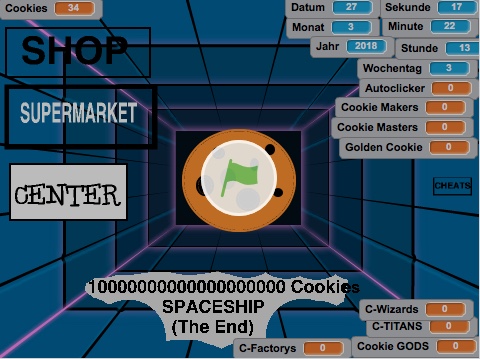 Cookies 34
Datum 27
Sekunde 17
Monat 3
Minute 22
Jahr 2018
Stunde 13
Wochentag 3
Autoclicker 0
Cookie Makers 0
Cookie Masters 0
Golden Cookie 0
SHOP
SUPERMARKET
CENTER
CHEATS
10000000000000000000 Cookies
SPACESHIP
(The End)
C-Wizards 0
C-TITANS 0
C-Factorys 0
Cookie GODS 0